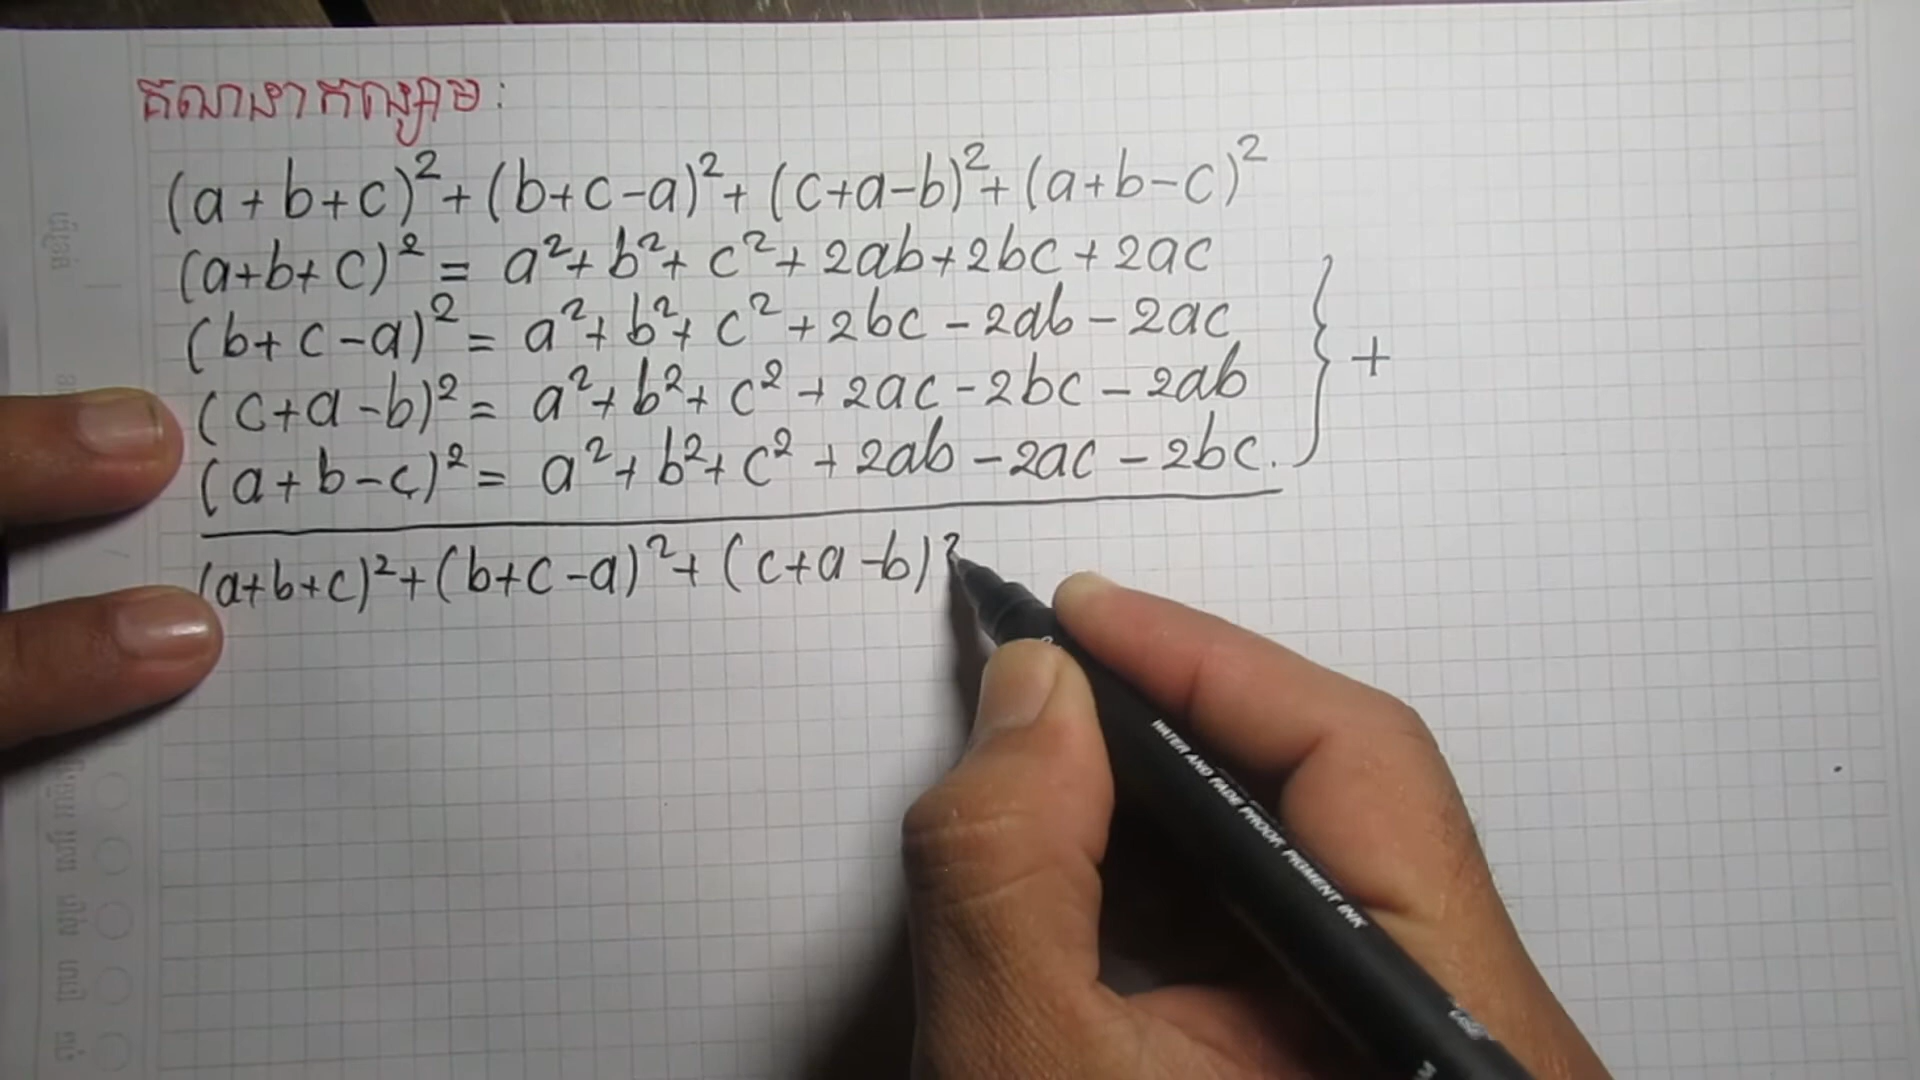 គណនាកន្សោម :
(a+b+c)²+(b+c-a)²+(c+a-b)²+(a+b-c)²
(a+b+c)² = a²+b²+c²+2ab+2bc+2ac
(b+c-a)² = a²+b²+c²+2bc-2ab-2ac
(c+a-b)² = a²+b²+c²+2ac-2bc-2ab
(a+b-c)² = a²+b²+c²+2ab-2ac-2bc.
} +
(a+b+c)²+(b+c-a)²+(c+a-b)²
WATER AND FADE PROOF PIGMENT INK